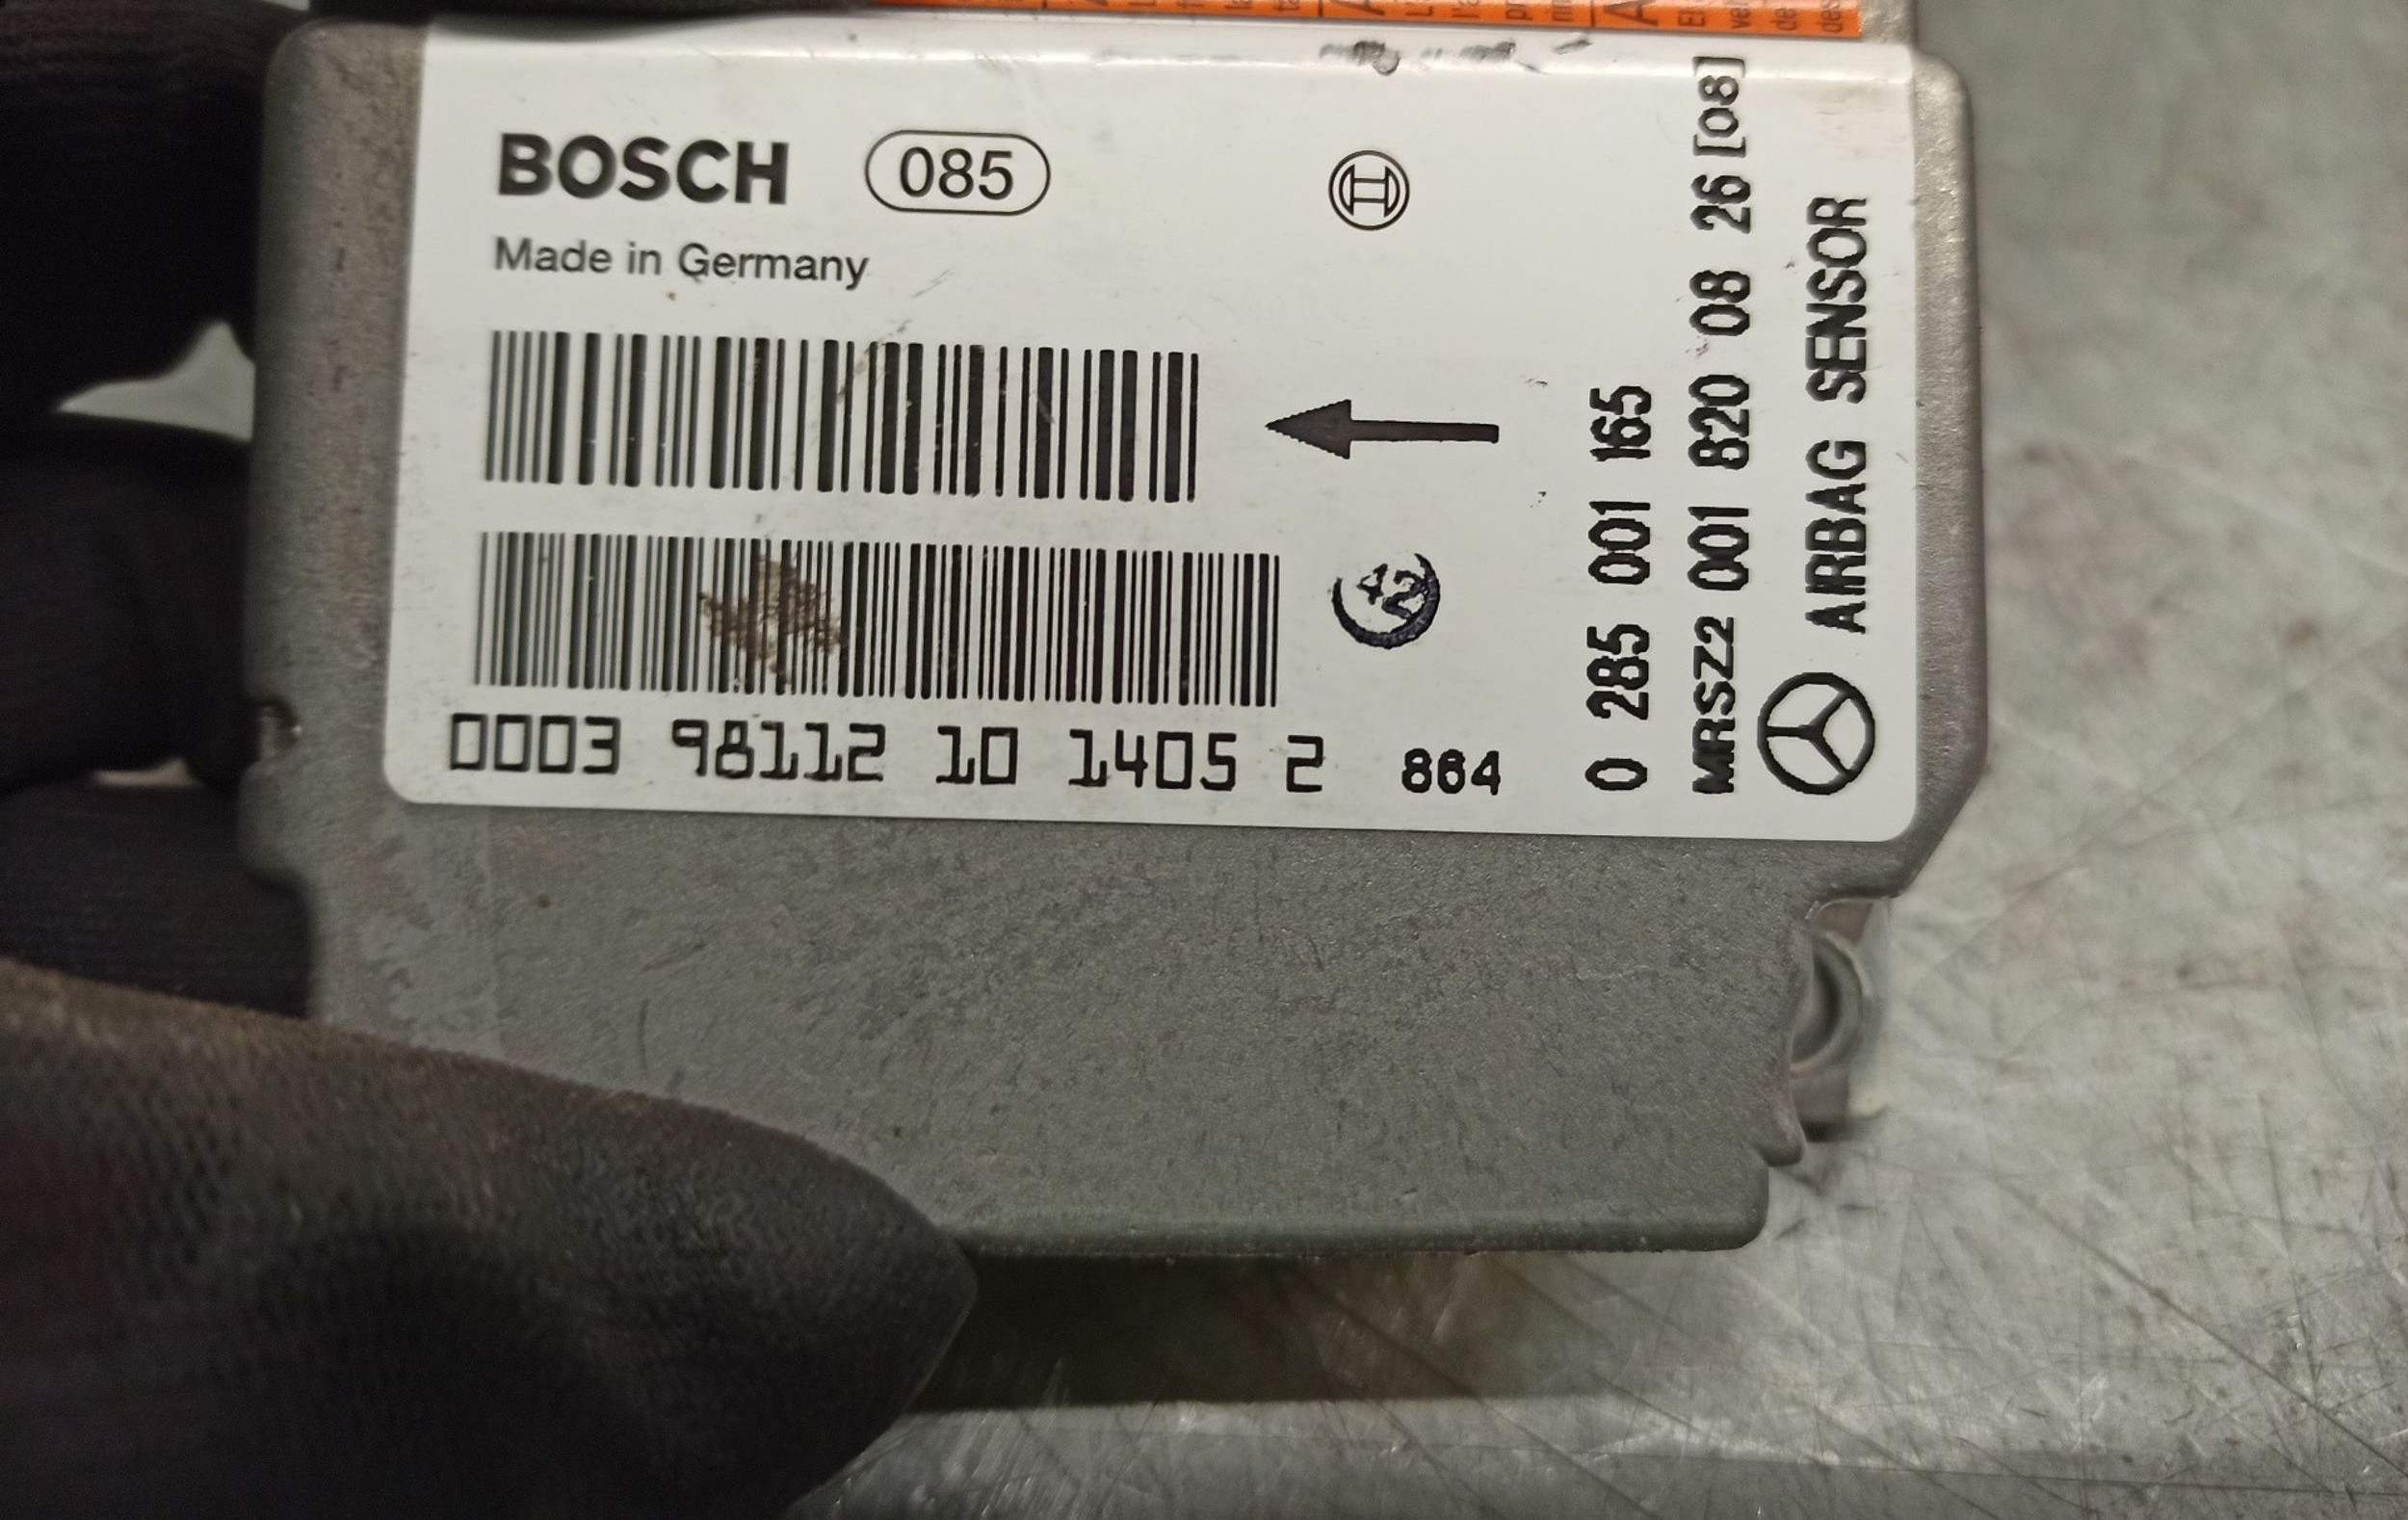 BOSCH 085
Made in Germany
42
0003 98112 10 1405 2 864
0 285 001 165
MRSZ2 001 820 08 26 [08]
AIRBAG SENSOR